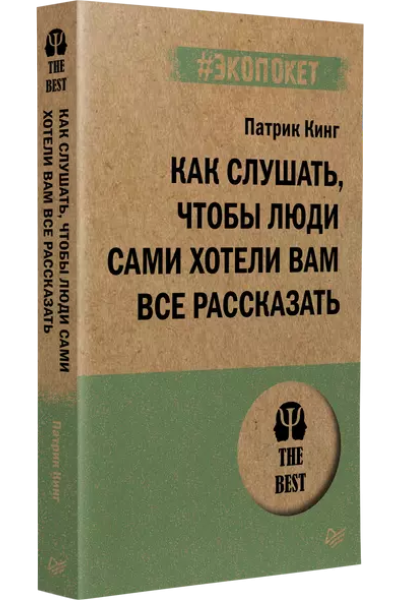 #экопокет
Патрик Кинг
КАК СЛУШАТЬ,
ЧТОБЫ ЛЮДИ
САМИ ХОТЕЛИ ВАМ
ВСЕ РАССКАЗАТЬ
Ψ
THE
BEST
Ψ
THE
BEST
КАК СЛУШАТЬ, ЧТОБЫ ЛЮДИ САМИ
ХОТЕЛИ ВАМ ВСЕ РАССКАЗАТЬ
Патрик Кинг